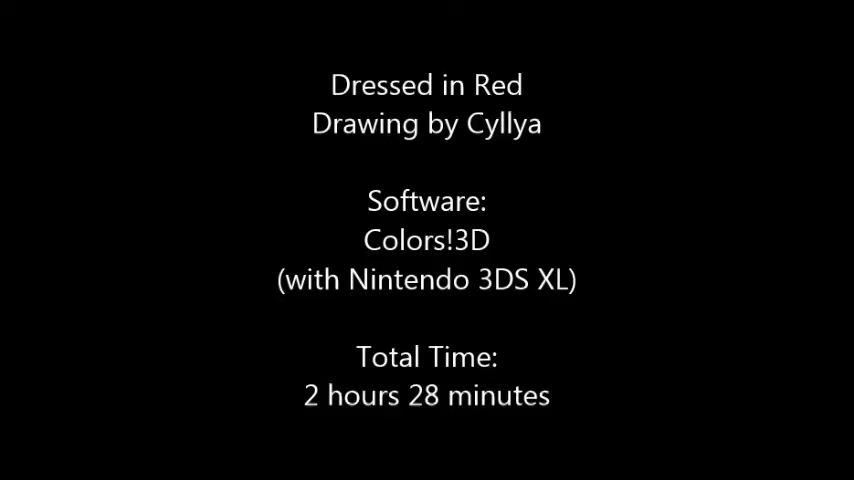 Dressed in Red
Drawing by Cyllya
Software:
Colors!3D
(with Nintendo 3DS XL)
Total Time:
2 hours 28 minutes